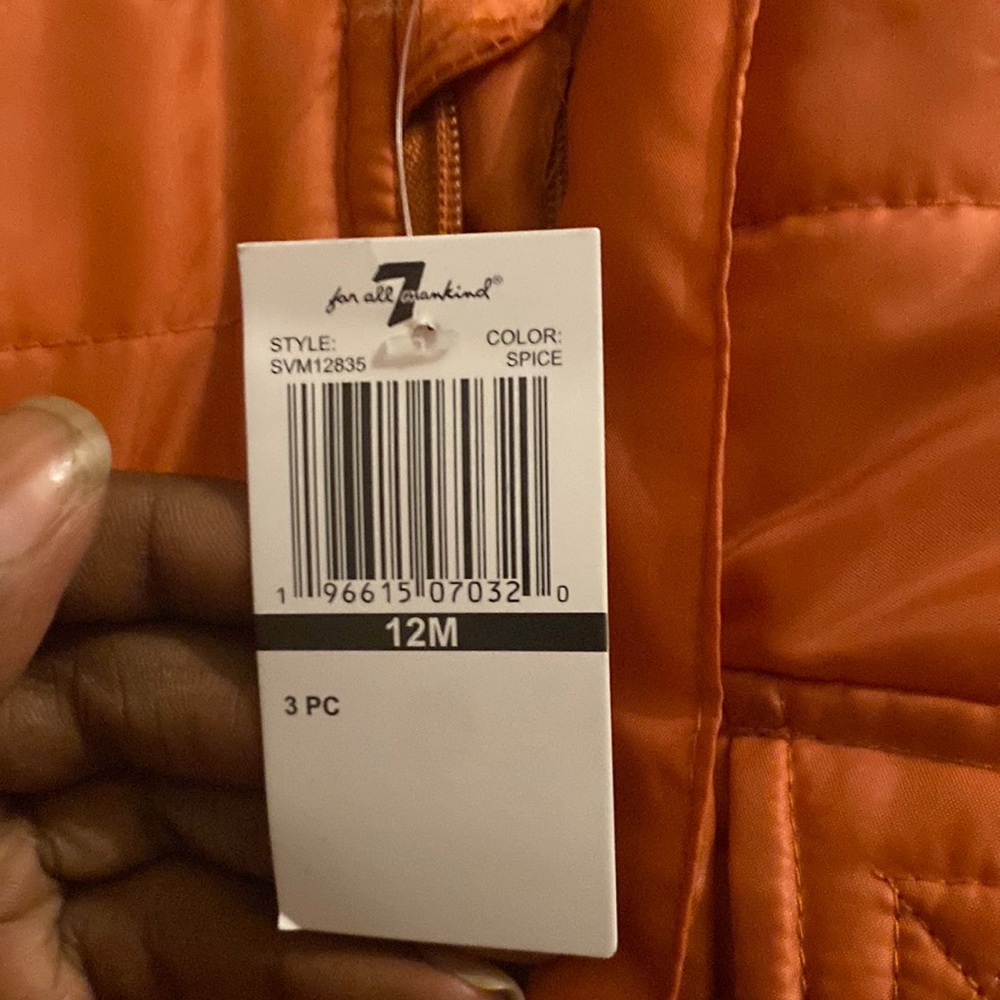 7
for all mankind®
STYLE: COLOR:
SVM12835 SPICE
1 96615 07032 0
12M
3 PC